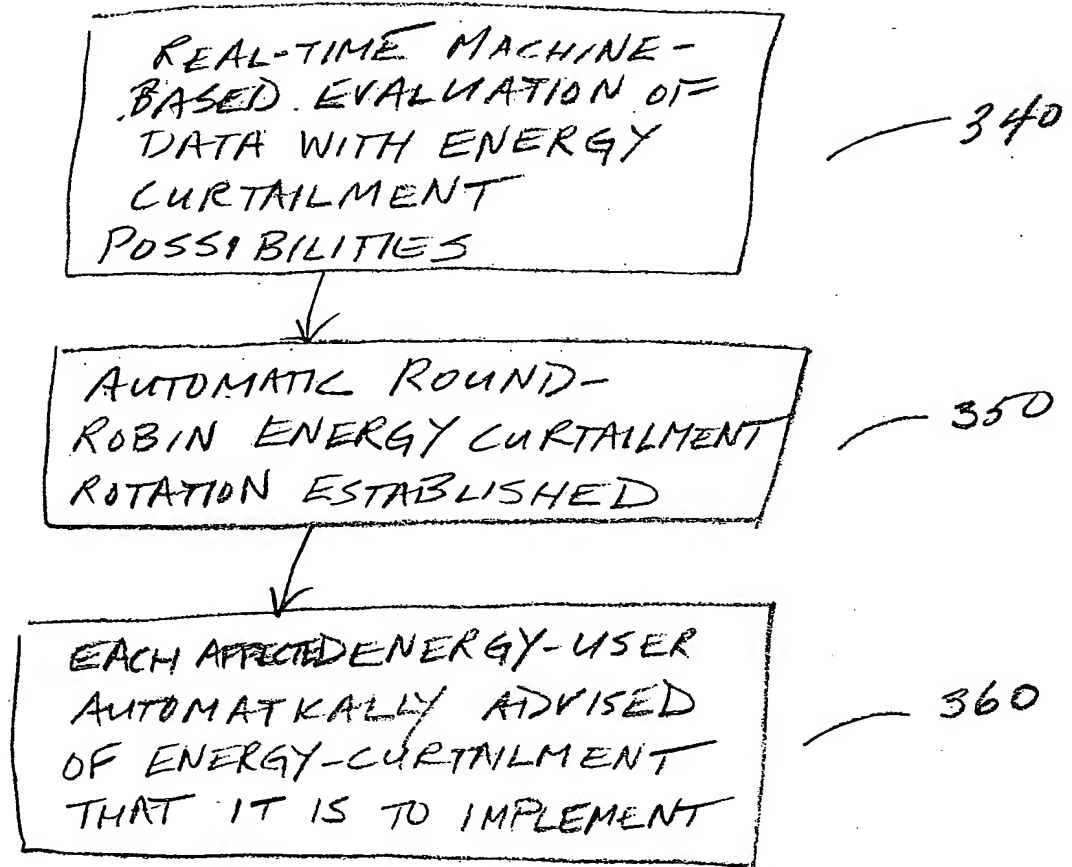 REAL-TIME MACHINE-
BASED EVALUATION OF
DATA WITH ENERGY
CURTAILMENT
POSSIBILITIES
340
AUTOMATIC ROUND-
ROBIN ENERGY CURTAILMENT
ROTATION ESTABLISHED
350
EACH AFFECTED ENERGY-USER
AUTOMATICALLY ADVISED
OF ENERGY-CURTAILMENT
THAT IT IS TO IMPLEMENT
360